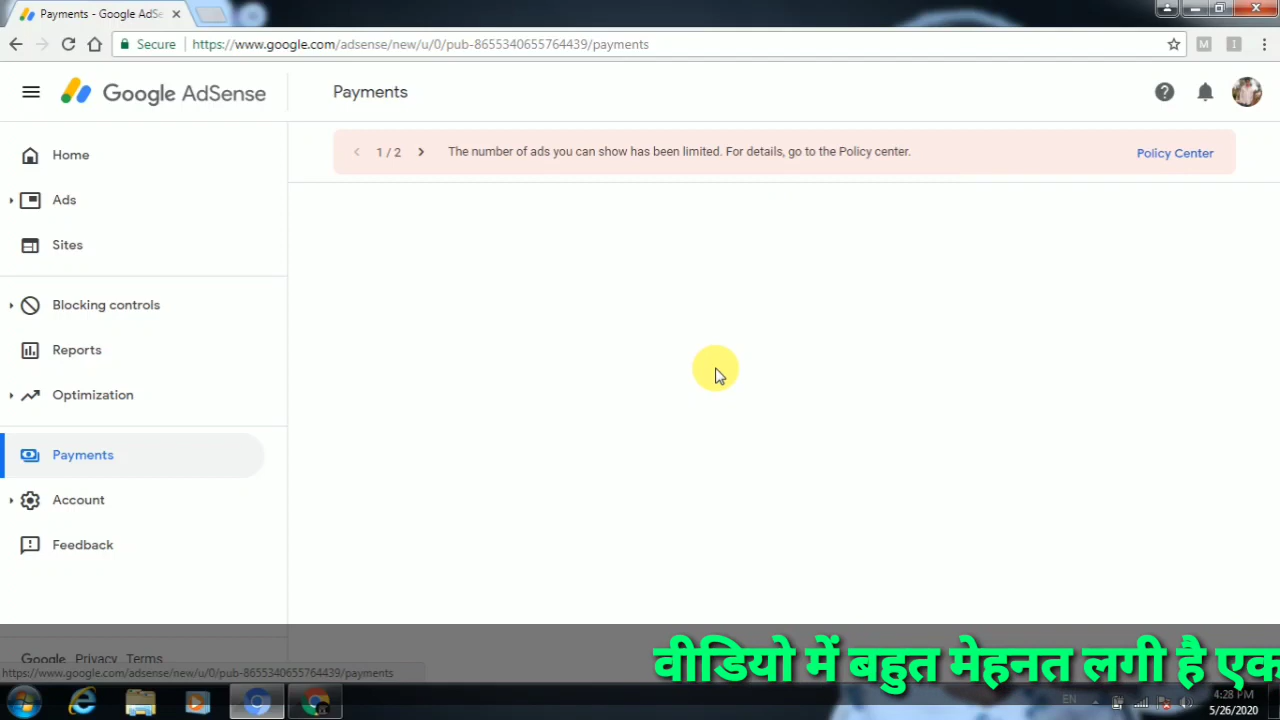 Payments - Google AdSe
Secure
https://www.google.com/adsense/new/u/0/pub-8655340655764439/payments
M
I
Google AdSense
Payments
1 / 2
The number of ads you can show has been limited. For details, go to the Policy center.
Policy Center
Home
Ads
Sites
Blocking controls
Reports
Optimization
Payments
Account
Feedback
Google Privacy Terms
https://www.google.com/adsense/new/u/0/pub-8655340655764439/payments
वीडियो में बहुत मेहनत लगी है एक
EN
4:28 PM
5/26/2020